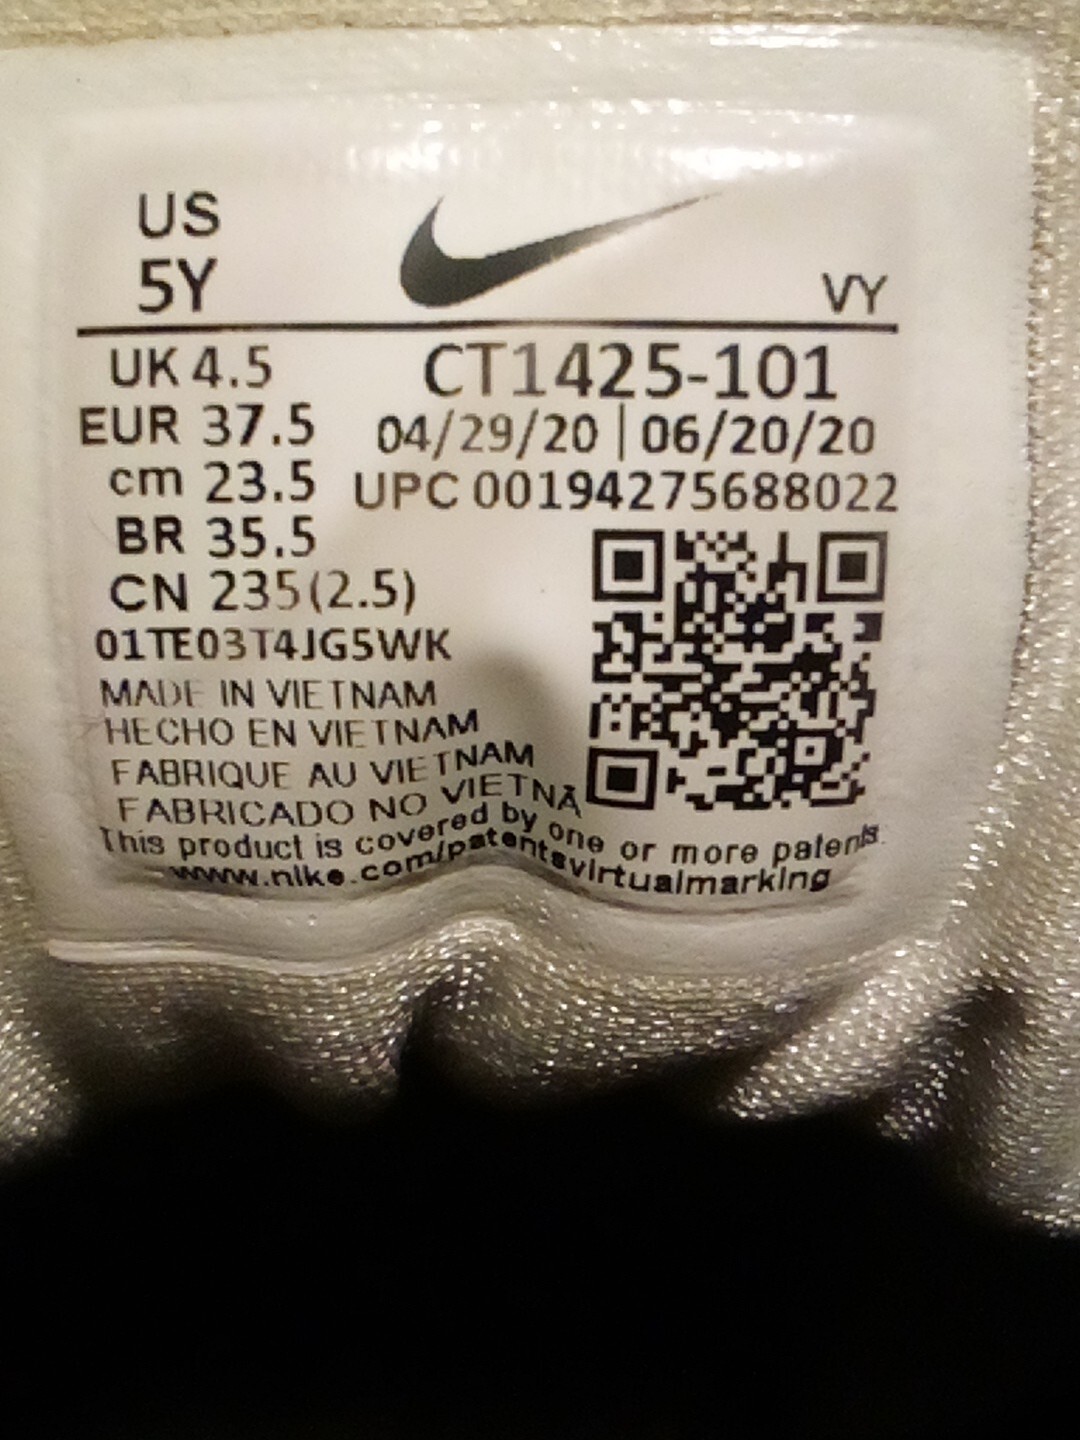 US
5Y
VY
UK 4.5
EUR 37.5
cm 23.5
BR 35.5
CN 235(2.5)
CT1425-101
04/29/20 | 06/20/20
UPC 00194275688022
01TE03T4JG5WK
MADE IN VIETNAM
HECHO EN VIETNAM
FABRIQUE AU VIETNAM
FABRICADO NO VIETNÃ
This product is covered by one or more patents.
www.nike.com/patentsvirtualmarking